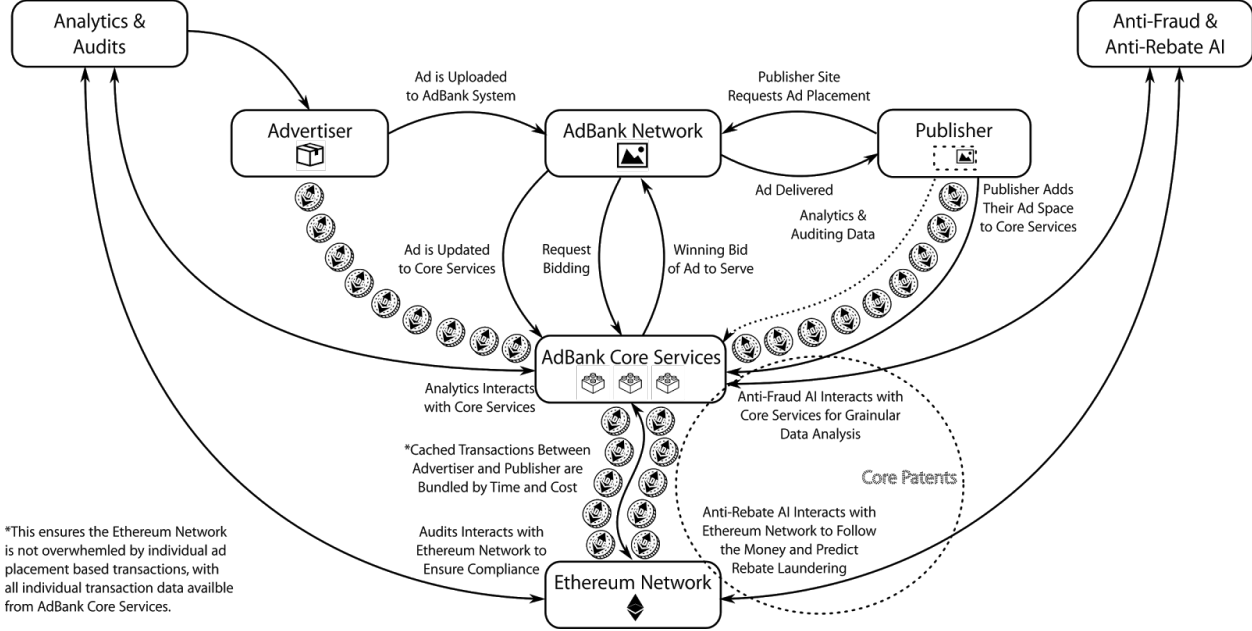 Analytics &
Audits
Anti-Fraud &
Anti-Rebate AI
Ad is Uploaded
to AdBank System
Publisher Site
Requests Ad Placement
Advertiser
AdBank Network
Publisher
Ad Delivered
Publisher Adds
Their Ad Space
to Core Services
Analytics &
Auditing Data
Ad is Updated
to Core Services
Request
Bidding
Winning Bid
of Ad to Serve
AdBank Core Services
Analytics Interacts
with Core Services
Anti-Fraud AI Interacts with
Core Services for Grainular
Data Analysis
*Cached Transactions Between
Advertiser and Publisher are
Bundled by Time and Cost
Core Patents
Audits Interacts with
Ethereum Network to
Ensure Compliance
Anti-Rebate AI Interacts with
Ethereum Network to Follow
the Money and Predict
Rebate Laundering
*This ensures the Ethereum Network
is not overwhemled by individual ad
placement based transactions, with
all individual transaction data availble
from AdBank Core Services.
Ethereum Network